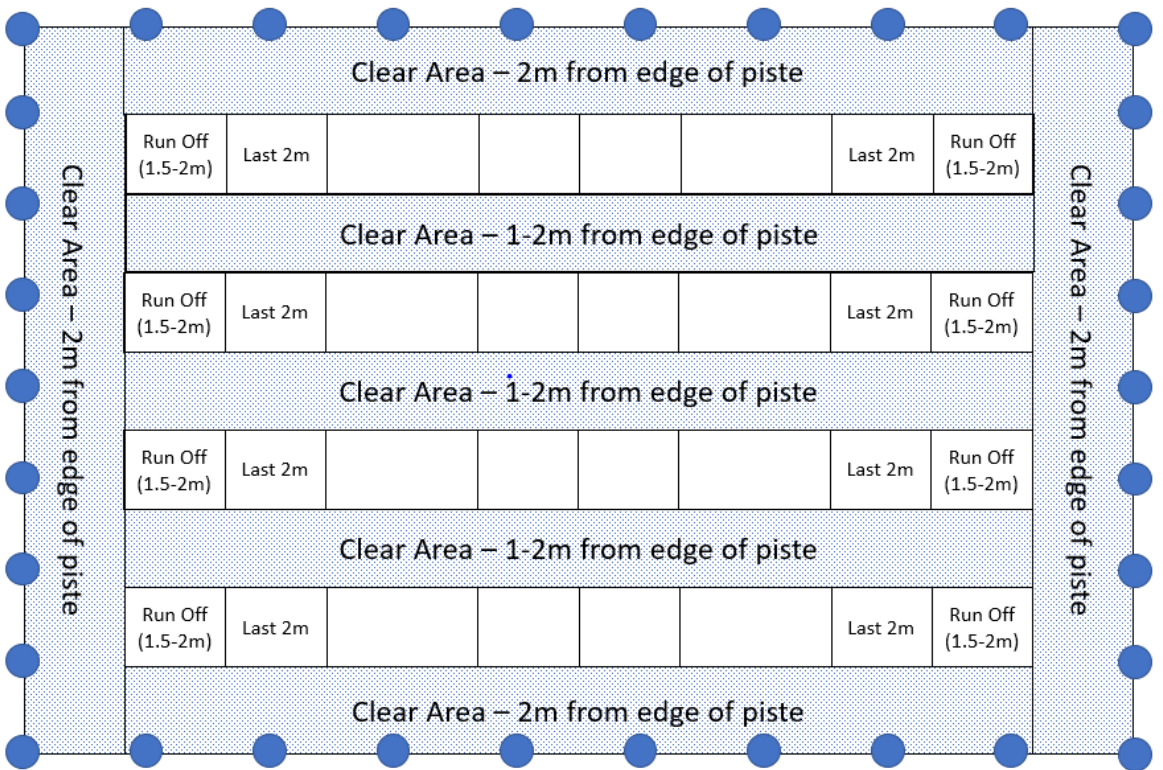 Clear Area – 2m from edge of piste
Clear Area – 2m from edge of piste
Run Off
(1.5-2m)
Last 2m
Last 2m
Run Off
(1.5-2m)
Clear Area – 1-2m from edge of piste
Run Off
(1.5-2m)
Last 2m
Last 2m
Run Off
(1.5-2m)
Clear Area – 1-2m from edge of piste
Run Off
(1.5-2m)
Last 2m
Last 2m
Run Off
(1.5-2m)
Clear Area – 1-2m from edge of piste
Run Off
(1.5-2m)
Last 2m
Last 2m
Run Off
(1.5-2m)
Clear Area – 2m from edge of piste
Clear Area – 2m from edge of piste